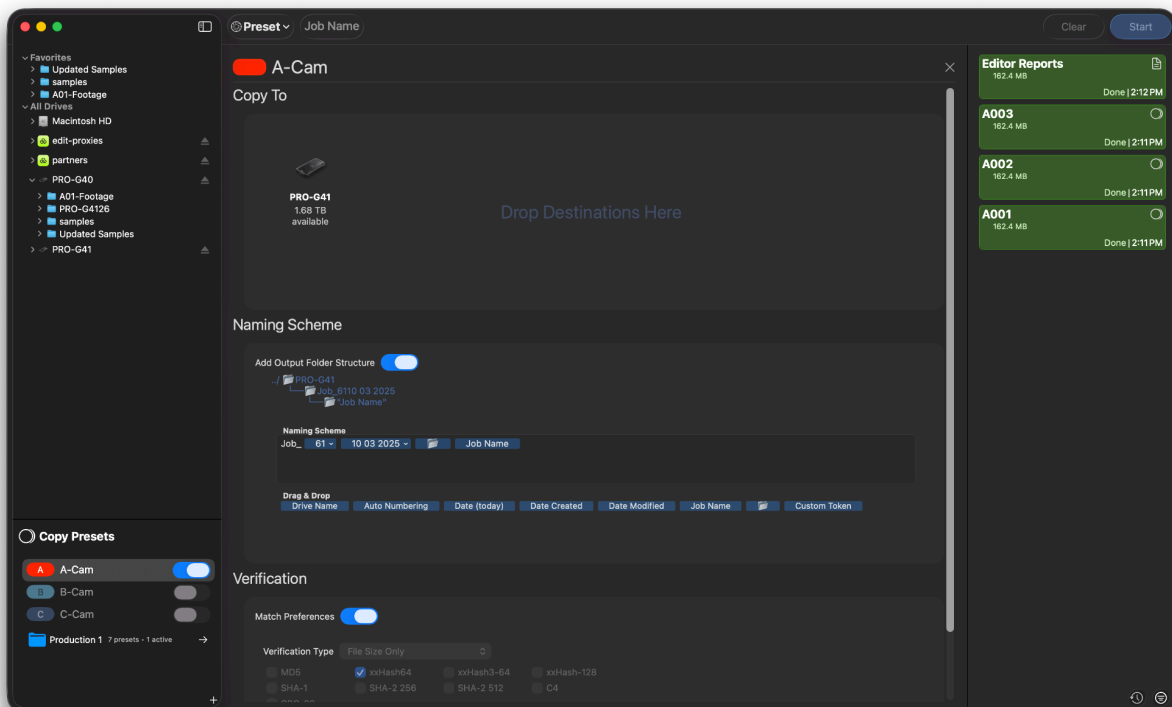 Preset
Job Name
Clear
Start
Favorites
Updated Samples
samples
A01-Footage
All Drives
Macintosh HD
edit-proxies
partners
PRO-G40
A01-Footage
PRO-G4126
samples
Updated Samples
PRO-G41
Copy Presets
A A-Cam
B B-Cam
C C-Cam
Production 1 7 presets - 1 active
A-Cam
Copy To
PRO-G41
1.68 TB
available
Drop Destinations Here
Naming Scheme
Add Output Folder Structure
../ PRO-G41
Job_6110 03 2025
"Job Name"
Naming Scheme
Job_ 61 10 03 2025 Job Name
Drag & Drop
Drive Name Auto Numbering Date (today) Date Created Date Modified Job Name Custom Token
Verification
Match Preferences
Verification Type File Size Only
MD5 xxHash64 xxHash3-64 xxHash-128
SHA-1 SHA-2 256 SHA-2 512 C4
Editor Reports
162.4 MB
Done | 2:12 PM
A003
162.4 MB
Done | 2:11 PM
A002
162.4 MB
Done | 2:11 PM
A001
162.4 MB
Done | 2:11 PM